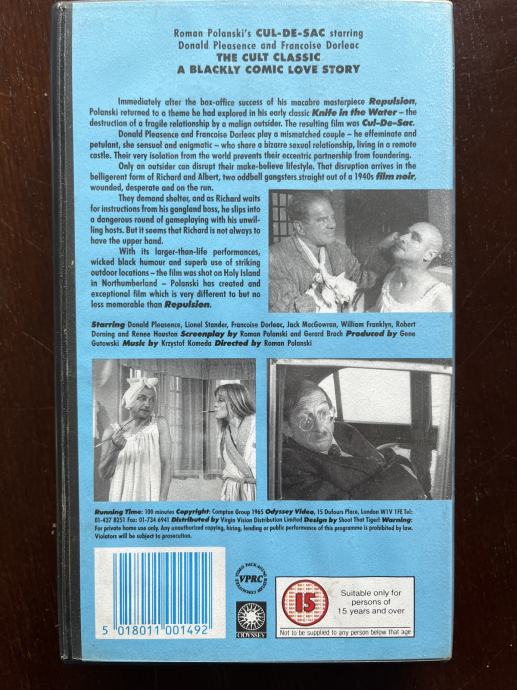 Roman Polanski's CUL-DE-SAC starring
Donald Pleasence and Francoise Dorleac
THE CULT CLASSIC
A BLACKLY COMIC LOVE STORY
Immediately after the box-office success of his macabre masterpiece Repulsion,
Polanski returned to a theme he had explored in his early classic Knife in the Water – the
destruction of a fragile relationship by a malign outsider. The resulting film was Cul-De-Sac.
Donald Pleasence and Francoise Dorleac play a mismatched couple – he effeminate and
petulant, she sensual and enigmatic – who share a bizarre sexual relationship, living in a remote
castle. Their very isolation from the world prevents their eccentric partnership from foundering.
Only an outsider can disrupt their make-believe lifestyle. That disruption arrives in the
belligerent form of Richard and Albert, two oddball gangsters straight out of a 1940s film noir,
wounded, desperate and on the run.
They demand shelter, and as Richard waits
for instructions from his gangland boss, he slips into
a dangerous round of gameplaying with his unwil-
ling hosts. But it seems that Richard is not always to
have the upper hand.
With its larger-than-life performances,
wicked black humour and superb use of striking
outdoor locations – the film was shot on Holy Island
in Northumberland – Polanski has created and
exceptional film which is very different to but no
less memorable than Repulsion.
Starring Donald Pleasence, Lionel Stander, Francoise Dorleac, Jack MacGowran, William Franklyn, Robert
Dorning and Renee Houston Screenplay by Roman Polanski and Gerard Brach Produced by Gene
Gutowski Music by Krzystof Komeda Directed by Roman Polanski
Running Time: 100 minutes Copyright: Compton Group 1965 Odyssey Video, 15 Dufours Place, London W1V 1FE Tel:
01-437 8251 Fax: 01-734 6941 Distributed by Virgin Vision Distribution Limited Design by Shoot That Tiger! Warning:
For private home use only. Any unauthorized copying, hiring, lending or public performance of this programme is prohibited by law.
Violators will be subject to prosecution.
5 018011 001492
VIDEO PACKAGING REVIEW COMMITTEE
VPRC
ODYSSEY
15
Suitable only for
persons of
15 years and over
Not to be supplied to any person below that age